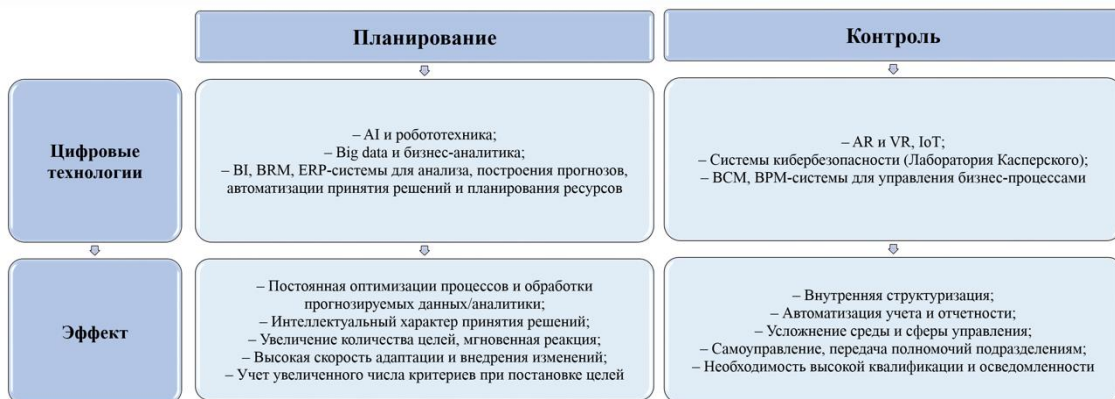 Планирование
Контроль
Цифровые
технологии
– AI и робототехника;
– Big data и бизнес-аналитика;
– BI, BRM, ERP-системы для анализа, построения прогнозов,
автоматизации принятия решений и планирования ресурсов
– AR и VR, IoT;
– Системы кибербезопасности (Лаборатория Касперского);
– BCM, BPM-системы для управления бизнес-процессами
Эффект
– Постоянная оптимизации процессов и обработки
прогнозируемых данных/аналитики;
– Интеллектуальный характер принятия решений;
– Увеличение количества целей, мгновенная реакция;
– Высокая скорость адаптации и внедрения изменений;
– Учет увеличенного числа критериев при постановке целей
– Внутренняя структуризация;
– Автоматизация учета и отчетности;
– Усложнение среды и сферы управления;
– Самоуправление, передача полномочий подразделениям;
– Необходимость высокой квалификации и осведомленности